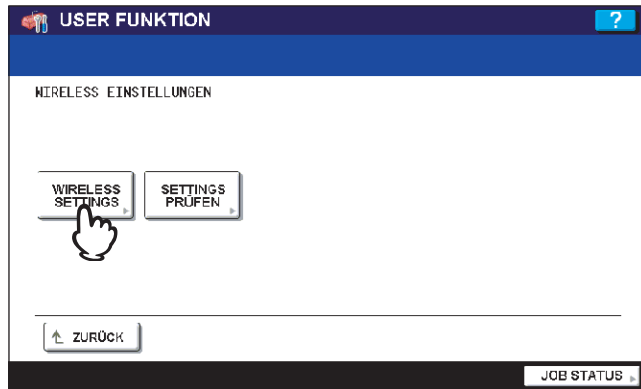 USER FUNKTION
?
WIRELESS EINSTELLUNGEN
WIRELESS
SETTINGS
SETTINGS
PRÜFEN
ZURÜCK
JOB STATUS